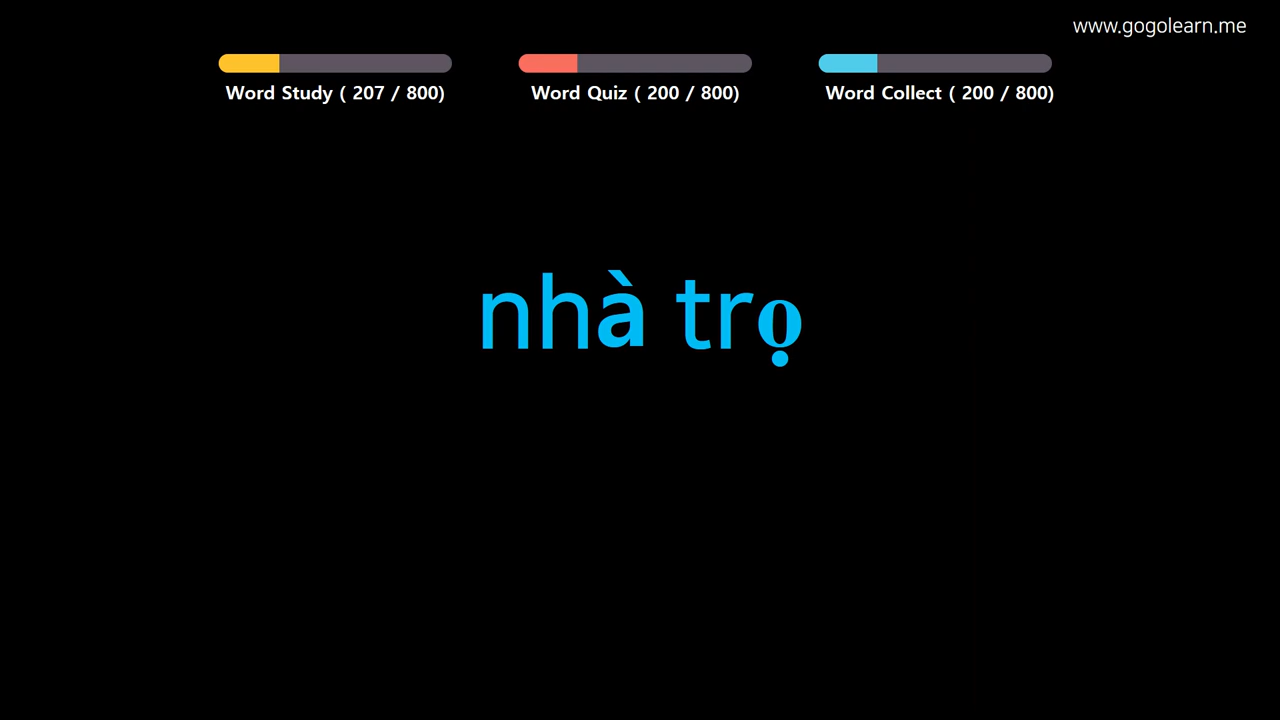 www.gogolearn.me
Word Study ( 207 / 800)
Word Quiz ( 200 / 800)
Word Collect ( 200 / 800)
nhà trọ